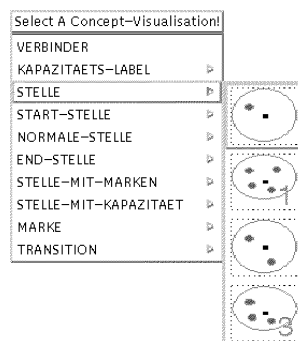 Select A Concept-Visualisation!
VERBINDER
KAPAZITAETS-LABEL
STELLE
START-STELLE
NORMALE-STELLE
END-STELLE
STELLE-MIT-MARKEN
STELLE-MIT-KAPAZITAET
MARKE
TRANSITION
1
3